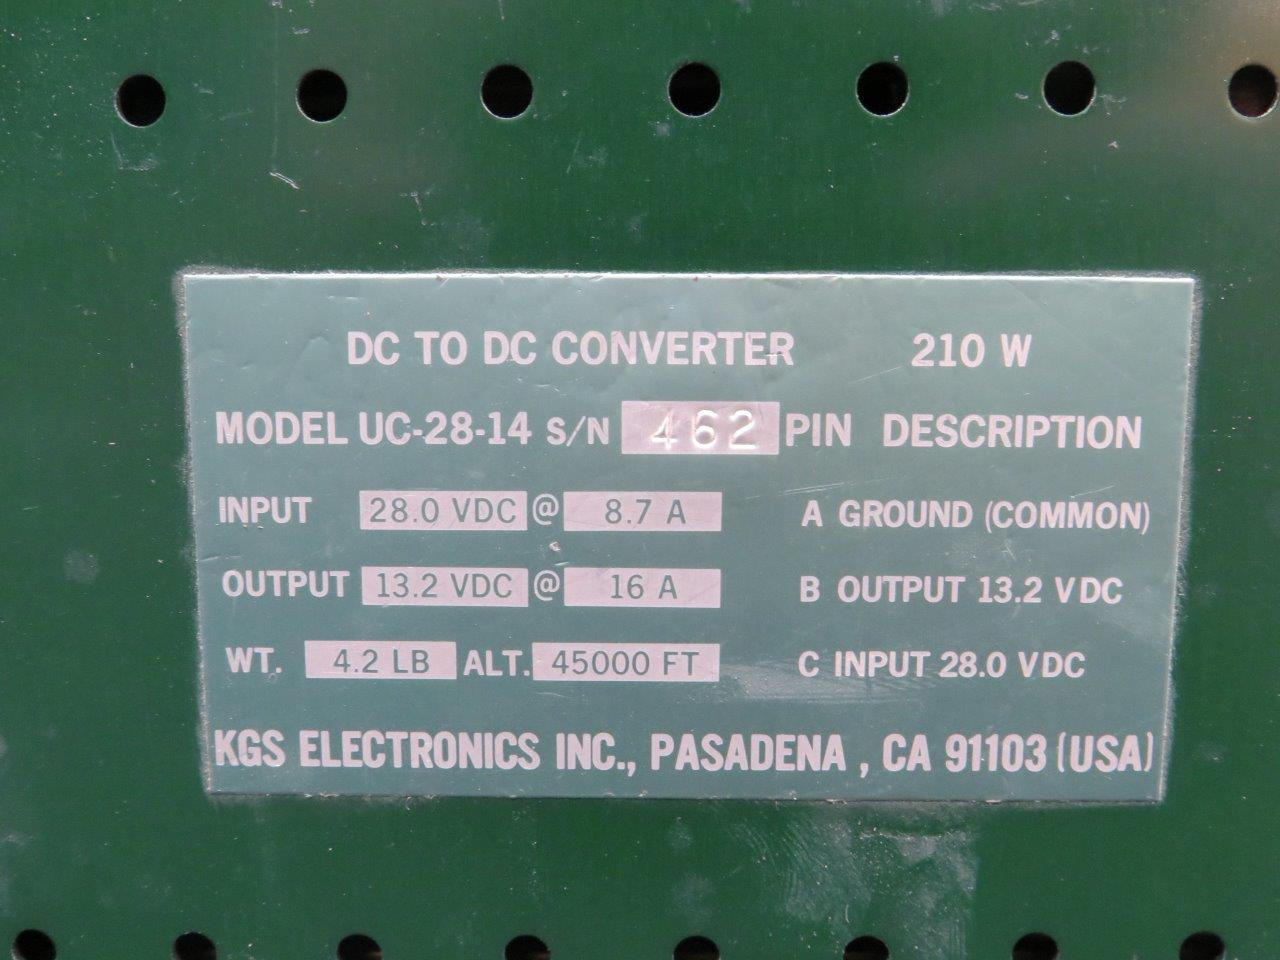 DC TO DC CONVERTER 210 W
MODEL UC-28-14 S/N 462 PIN DESCRIPTION
INPUT 28.0 VDC @ 8.7 A A GROUND (COMMON)
OUTPUT 13.2 VDC @ 16 A B OUTPUT 13.2 VDC
WT. 4.2 LB ALT. 45000 FT C INPUT 28.0 VDC
KGS ELECTRONICS INC., PASADENA , CA 91103 (USA)